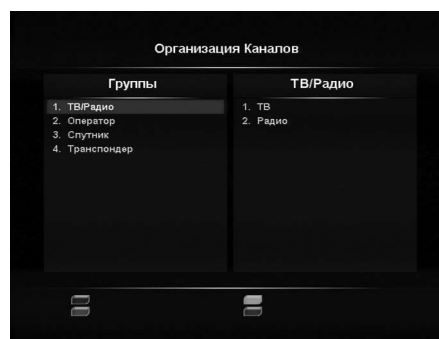 Организация Каналов
Группы
1. ТВ/Радио
2. Оператор
3. Спутник
4. Транспондер
ТВ/Радио
1. ТВ
2. Радио